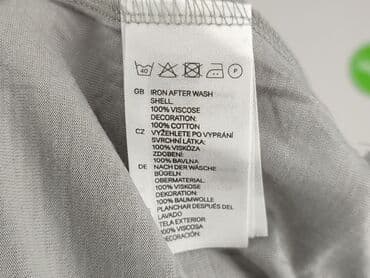 40 P
GB IRON AFTER WASH
SHELL:
100% VISCOSE
DECORATION:
100% COTTON
CZ VYŽEHLETE PO VYPRÁNÍ
SVRCHNÍ LÁTKA:
100% VISKÓZA
ZDOBENÍ:
100% BAVLNA
DE NACH DER WÄSCHE
BÜGELN
OBERMATERIAL:
100% VISKOSE
DEKORATION:
100% BAUMWOLLE
PLANCHAR DESPUÉS DEL
LAVADO
TELA EXTERIOR:
100% VISCOSA
DECORACIÓN: